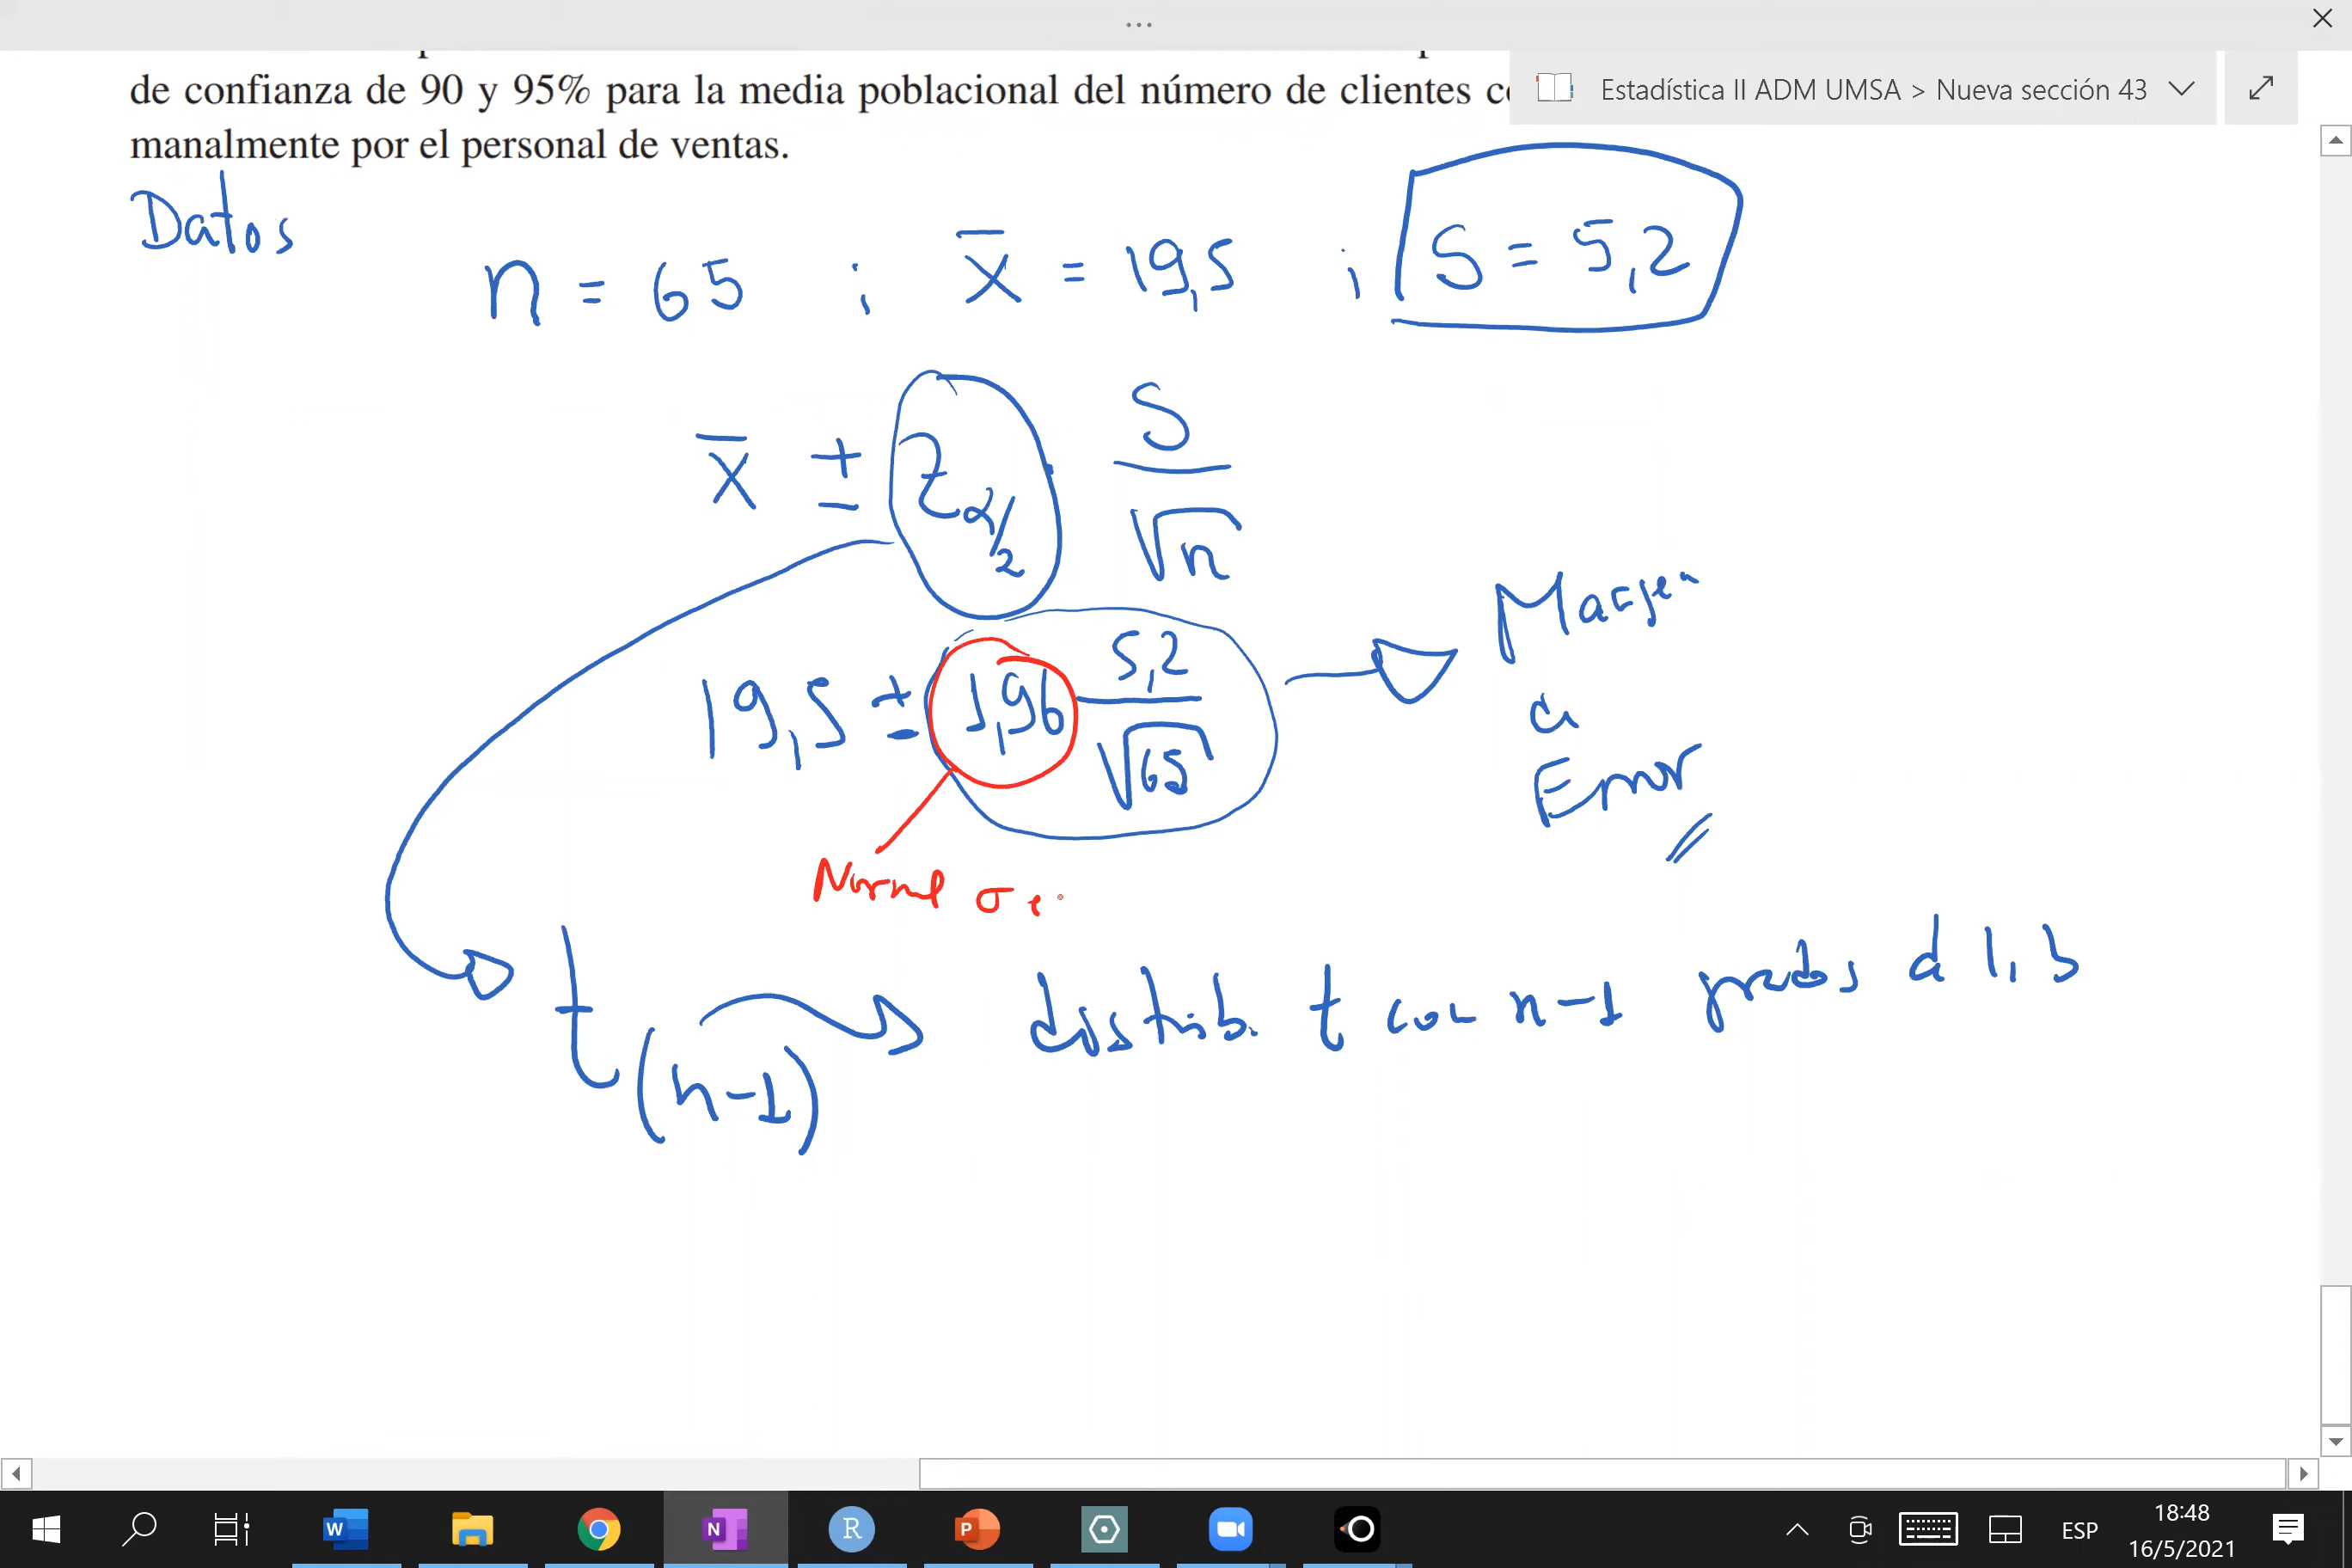 de confianza de 90 y 95% para la media poblacional del número de clientes c
manalmente por el personal de ventas.
Estadística II ADM UMSA > Nueva sección 43
Datos
n = 65 ; x̄ = 19,5 ; S = 5,2
x̄ ± Z α/2 S/√n
19,5 ± 1,96 5,2/√65
Margen
d
Error
Normal σ
t (n-1) distrib. t con n-1 grados d l, b
ESP
18:48
16/5/2021